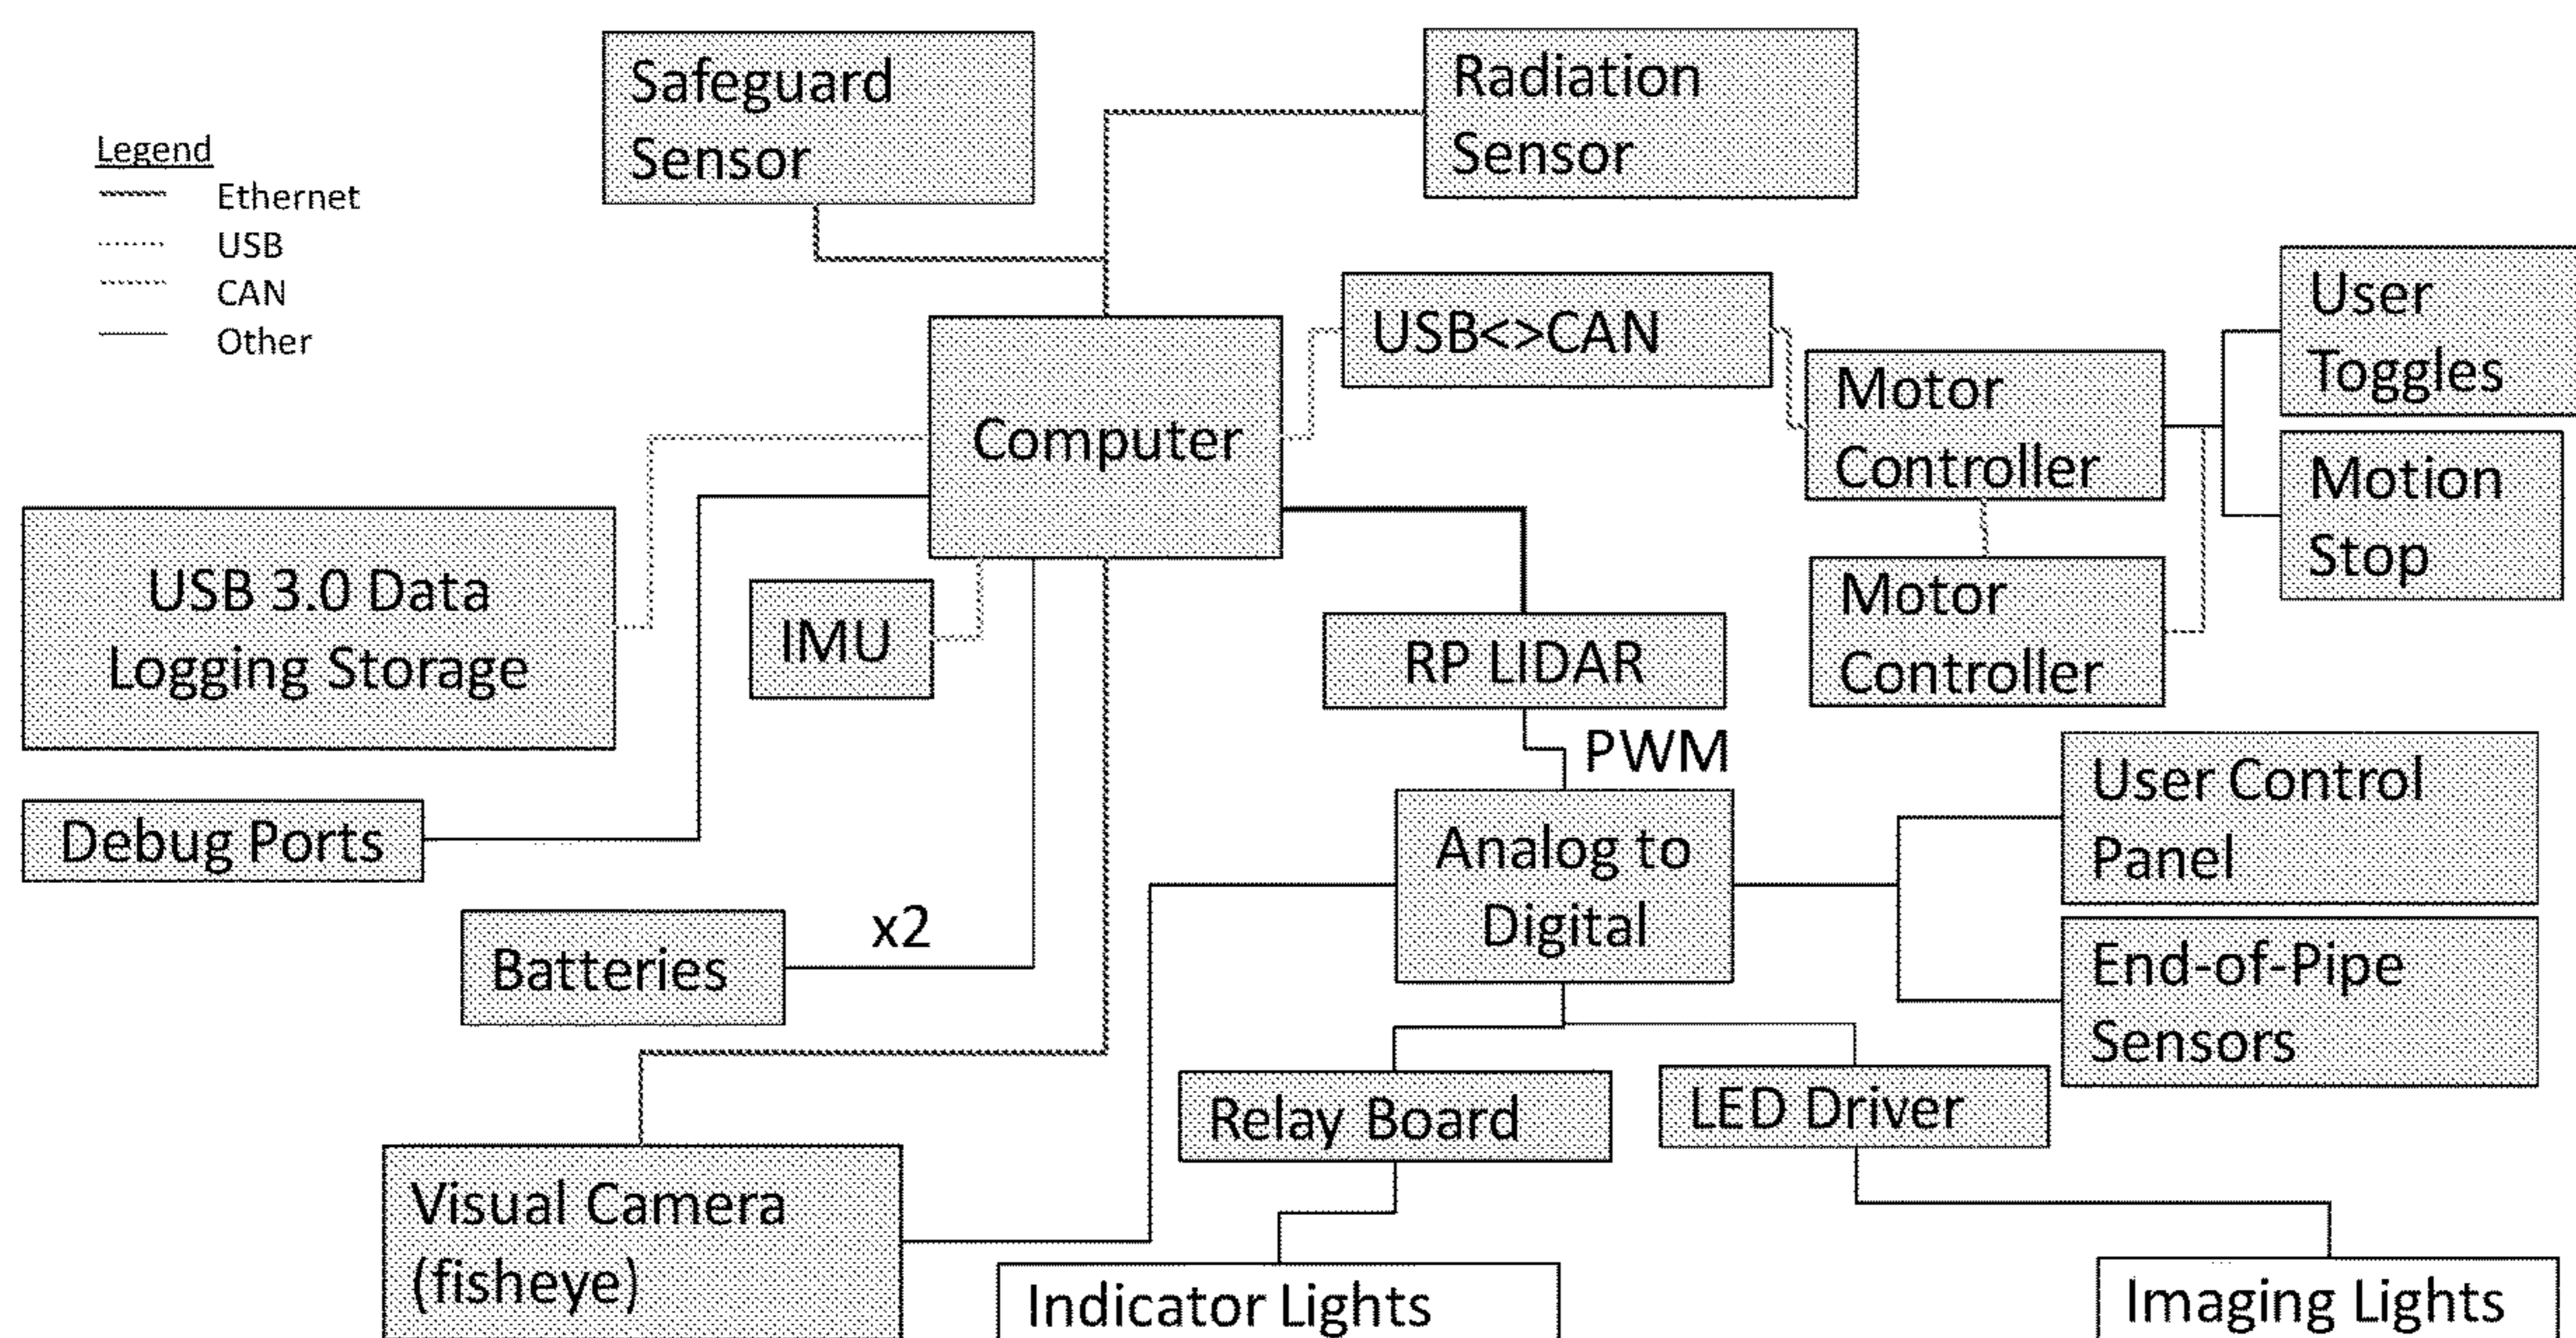 Safeguard
Sensor
Radiation
Sensor
Legend
Ethernet
USB
CAN
Other
USB<>CAN
User
Toggles
Motor
Controller
Computer
Motion
Stop
USB 3.0 Data
Logging Storage
IMU
RP LIDAR
Motor
Controller
PWM
User Control
Panel
Debug Ports
Analog to
Digital
x2
Batteries
End-of-Pipe
Sensors
Relay Board
LED Driver
Visual Camera
(fisheye)
Indicator Lights
Imaging Lights